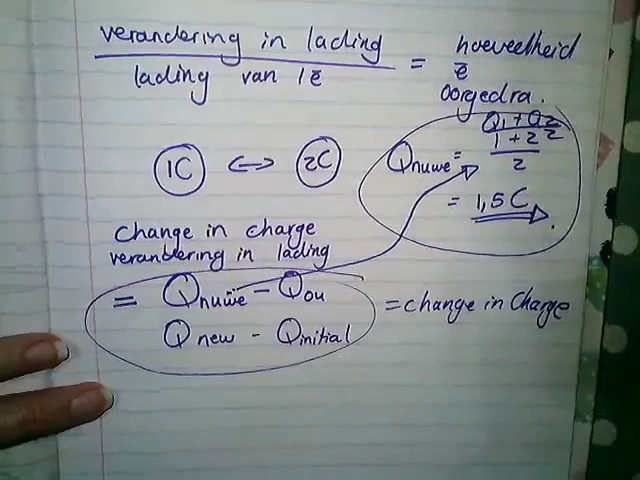 verandering in lading = hoeveelheid
lading van 1ē ē
oorgedra.
Qnuwe = Q1 + Q2 / 2
1 + 2 / 2
1C ⟺ 2C
= 1,5 C
change in charge
verandering in lading
= Qnuwe - Qou = change in Charge
Qnew - Qinitial